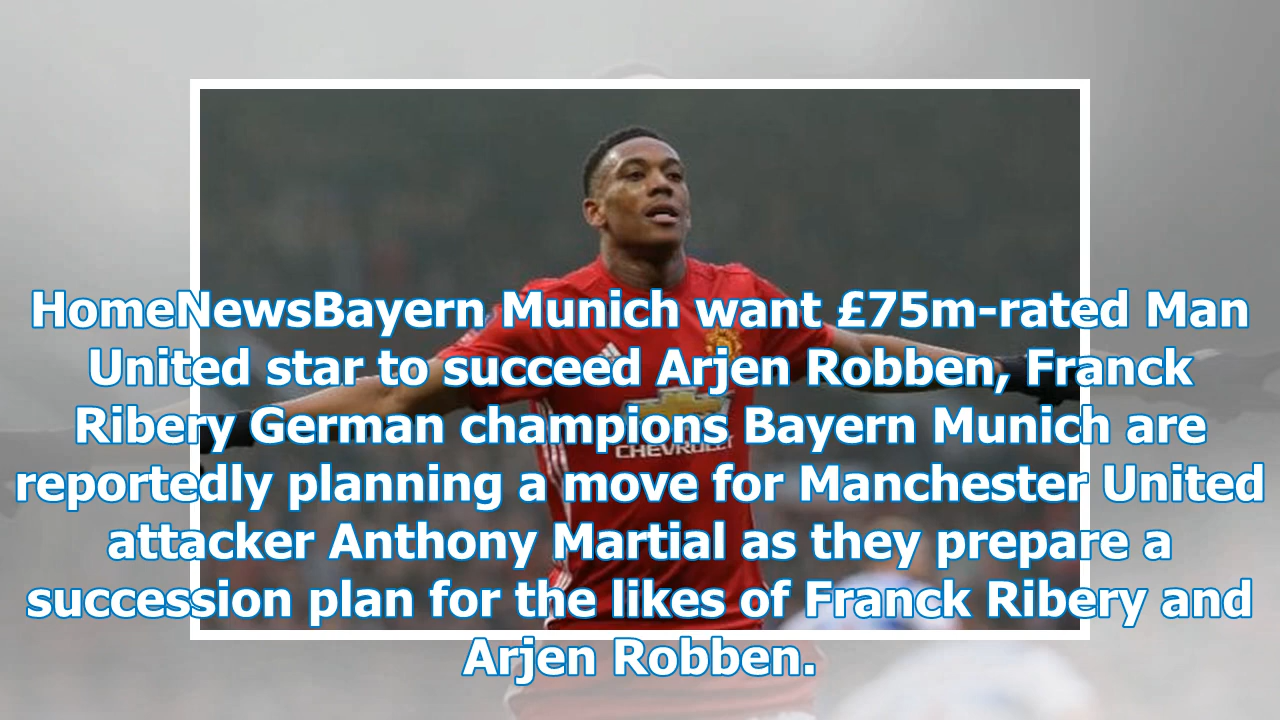 HomeNewsBayern Munich want £75m-rated Man
United star to succeed Arjen Robben, Franck
Ribery German champions Bayern Munich are
CHEVROLET
reportedly planning a move for Manchester United
attacker Anthony Martial as they prepare a
succession plan for the likes of Franck Ribery and
Arjen Robben.